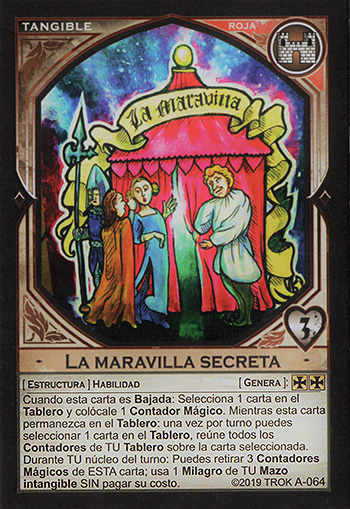 TANGIBLE
ROJA
La Maravilla
3
LA MARAVILLA SECRETA
[ ESTRUCTURA ] HABILIDAD
[ GENERA ]:
Cuando esta carta es Bajada: Selecciona 1 carta en el
Tablero y colócale 1 Contador Mágico. Mientras esta carta
permanezca en el Tablero: una vez por turno puedes
seleccionar 1 carta en el Tablero, reúne todos los
Contadores de TU Tablero sobre la carta seleccionada.
Durante TU núcleo del turno: Puedes retirar 3 Contadores
Mágicos de ESTA carta; usa 1 Milagro de TU Mazo
intangible SIN pagar su costo.
©2019 TROK A-064